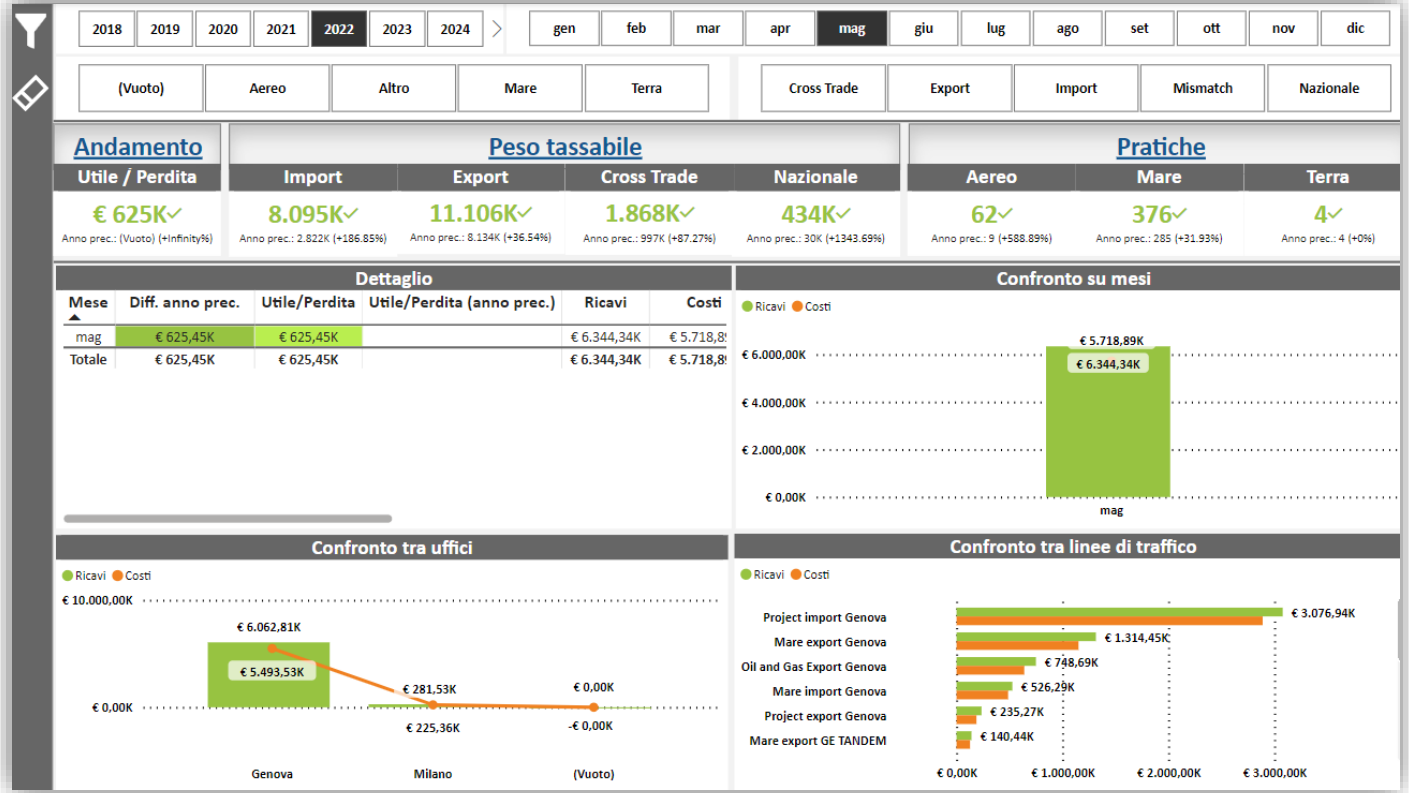 2018 2019 2020 2021 2022 2023 2024 gen feb mar apr mag giu lug ago set ott nov dic
(Vuoto) Aereo Altro Mare Terra Cross Trade Export Import Mismatch Nazionale
Andamento Peso tassabile Pratiche
Utile / Perdita Import Export Cross Trade Nazionale Aereo Mare Terra
€ 625K 8.095K 11.106K 1.868K 434K 62 376 4
Anno prec.: (Vuoto) (+Infinity%) Anno prec.: 2.822K (+186.85%) Anno prec.: 8.134K (+36.54%) Anno prec.: 997K (+87.27%) Anno prec.: 30K (+1343.69%) Anno prec.: 9 (+588.89%) Anno prec.: 285 (+31.93%) Anno prec.: 4 (+0%)
Dettaglio
Mese Diff. anno prec. Utile/Perdita Utile/Perdita (anno prec.) Ricavi Costi
mag € 625,45K € 625,45K € 6.344,34K € 5.718,8
Totale € 625,45K € 625,45K € 6.344,34K € 5.718,8
Confronto su mesi
Ricavi Costi
€ 5.718,89K
€ 6.000,00K
€ 6.344,34K
€ 4.000,00K
€ 2.000,00K
€ 0,00K
mag
Confronto tra uffici
Ricavi Costi
€ 10.000,00K
€ 6.062,81K
€ 5.493,53K
€ 281,53K € 0,00K
€ 0,00K
€ 225,36K -€ 0,00K
Genova Milano (Vuoto)
Confronto tra linee di traffico
Ricavi Costi
Project import Genova € 3.076,94K
Mare export Genova € 1.314,45K
Oil and Gas Export Genova € 748,69K
Mare import Genova € 526,29K
Project export Genova € 235,27K
Mare export GE TANDEM € 140,44K
€ 0,00K € 1.000,00K € 2.000,00K € 3.000,00K